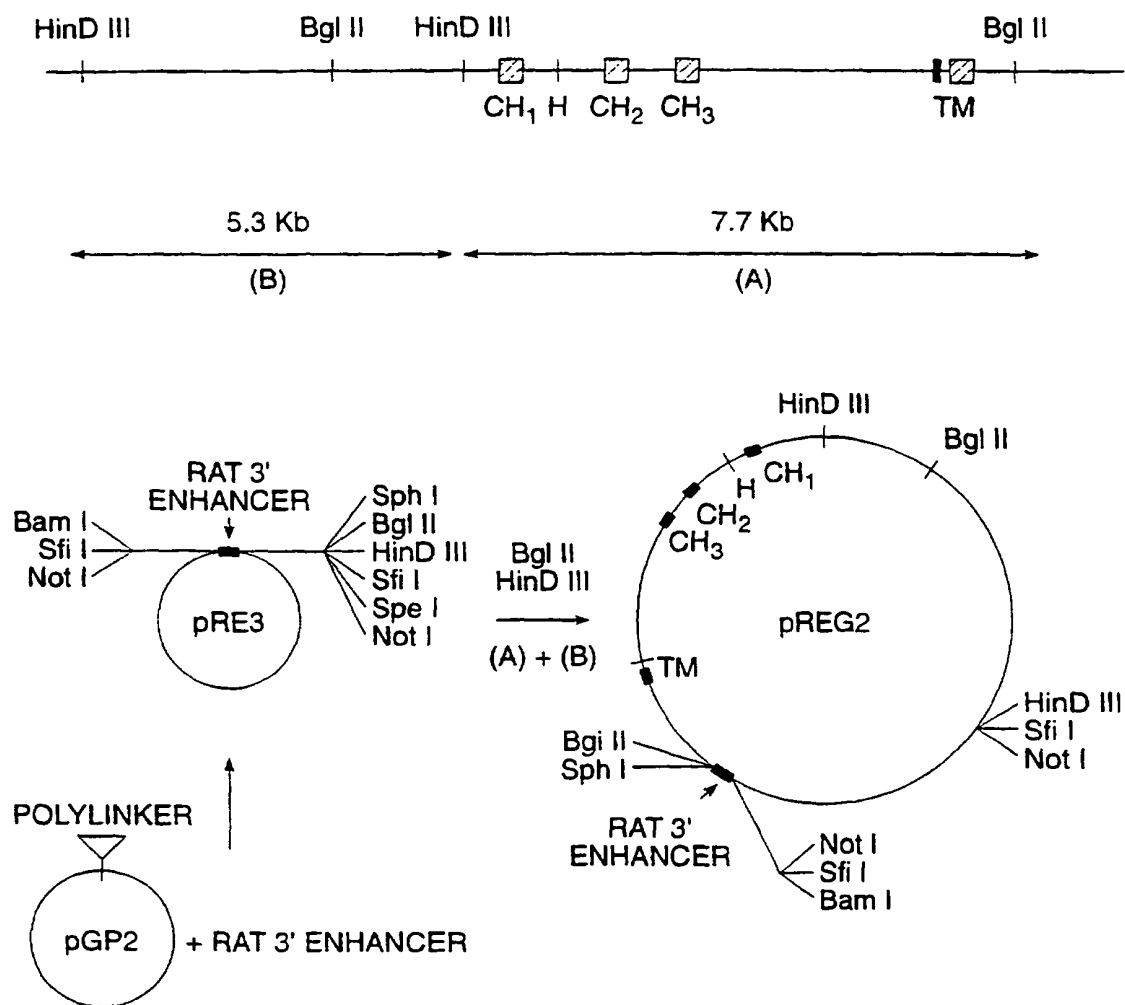 HinD III Bgl II HinD III Bgl II
CH1 H CH2 CH3 TM
5.3 Kb 7.7 Kb
(B) (A)
RAT 3'
ENHANCER
Bam I
Sfi I
Not I
Sph I
Bgl II
HinD III
Sfi I
Spe I
Not I
pRE3
Bgl II
HinD III
(A) + (B)
HinD III
Bgl II
CH1
H
CH2
CH3
pREG2
TM
Bgi II
Sph I
HinD III
Sfi I
Not I
RAT 3'
ENHANCER
Not I
Sfi I
Bam I
POLYLINKER
pGP2 + RAT 3' ENHANCER